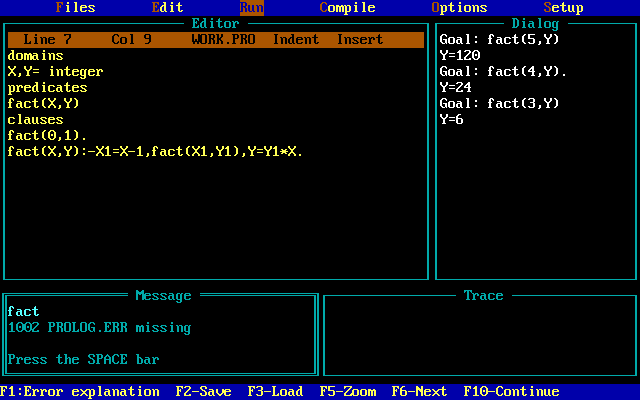 Files Edit Run Compile Options Setup
Editor
Line 7 Col 9 WORK.PRO Indent Insert
domains
X,Y= integer
predicates
fact(X,Y)
clauses
fact(0,1).
fact(X,Y):-X1=X-1,fact(X1,Y1),Y=Y1*X.
Dialog
Goal: fact(5,Y)
Y=120
Goal: fact(4,Y).
Y=24
Goal: fact(3,Y)
Y=6
Message
fact
1002 PROLOG.ERR missing
Press the SPACE bar
Trace
F1:Error explanation F2-Save F3-Load F5-Zoom F6-Next F10-Continue